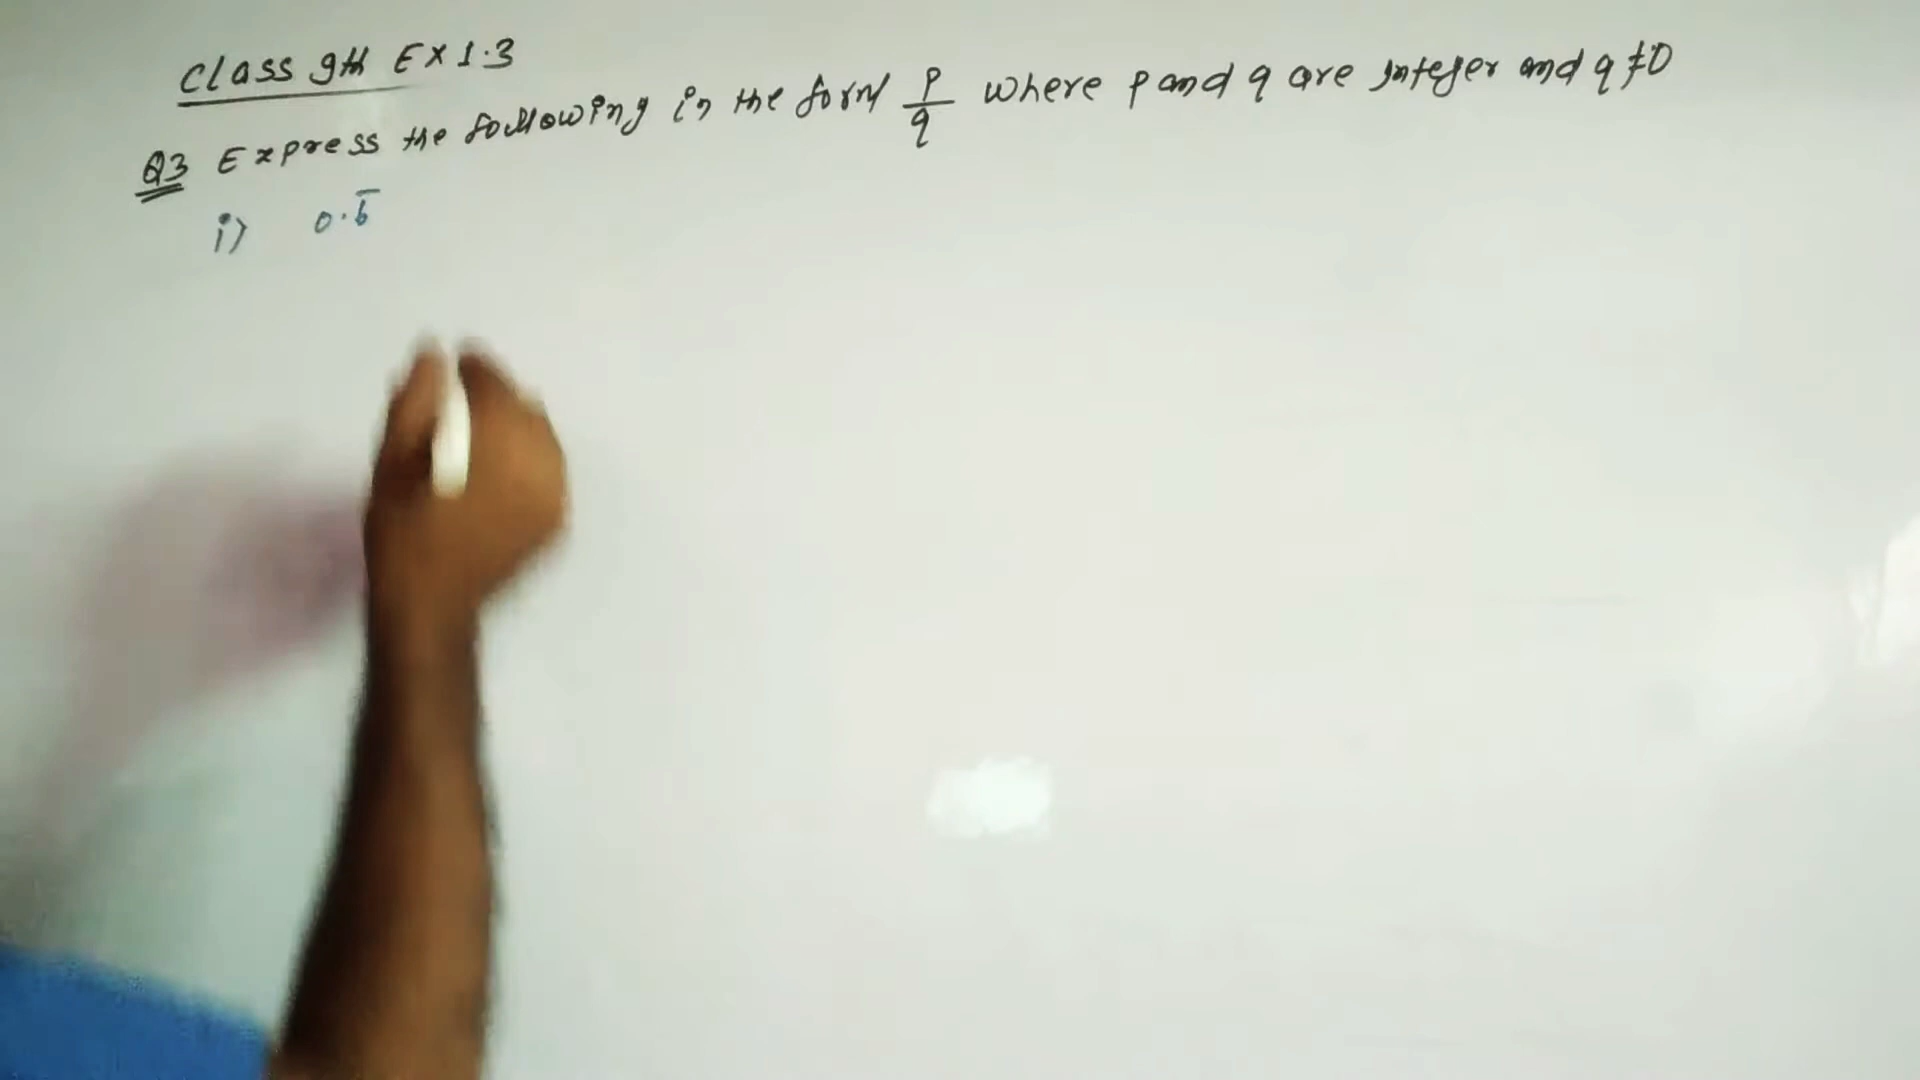 Class 9th EX 1.3
Q3 Express the following in the form p/q where p and q are integer and q ≠ 0
i) 0.6̅